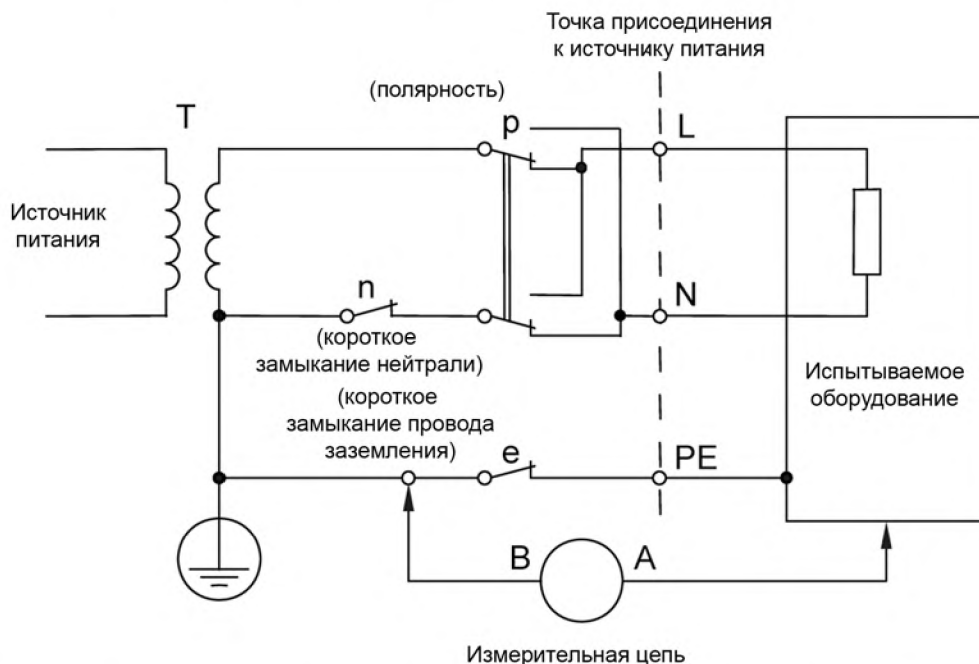 Точка присоединения
к источнику питания
(полярность)
T
p
L
Источник
питания
n
N
(короткое
замыкание нейтрали)
(короткое
замыкание провода
заземления)
Испытываемое
оборудование
e
PE
B
A
Измерительная цепь